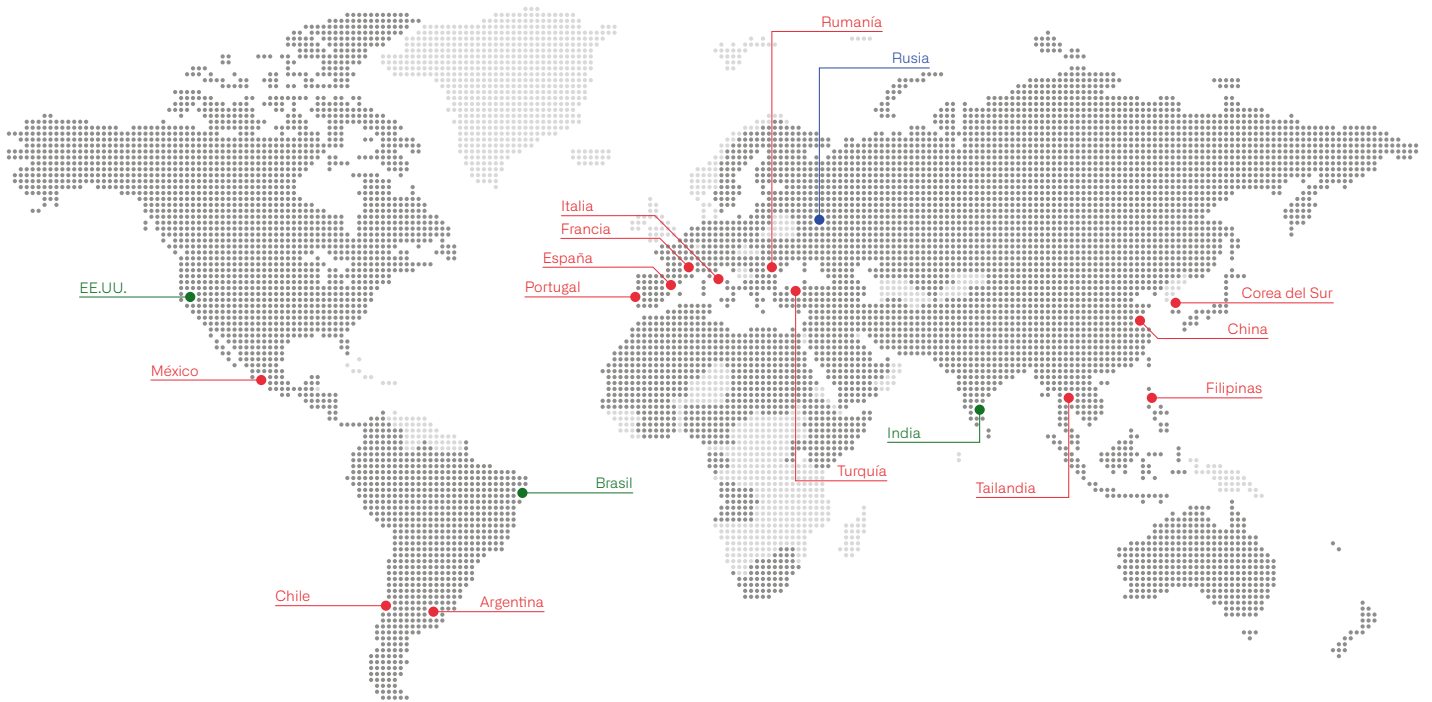 Rumanía
Rusia
Italia
Francia
España
Portugal
EE.UU.
Corea del Sur
China
México
Filipinas
India
Turquía
Tailandia
Brasil
Chile
Argentina